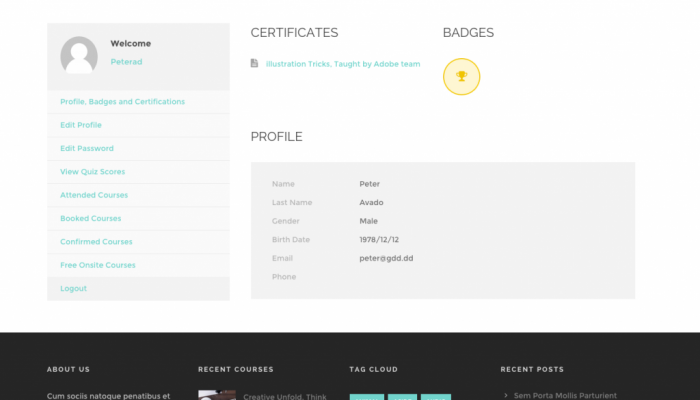 Welcome
Peterad
Profile, Badges and Certifications
Edit Profile
Edit Password
View Quiz Scores
Attended Courses
Booked Courses
Confirmed Courses
Free Onsite Courses
Logout
CERTIFICATES
Illustration Tricks, Taught by Adobe team
BADGES
PROFILE
Name Peter
Last Name Avado
Gender Male
Birth Date 1978/12/12
Email peter@gdd.dd
Phone
ABOUT US
Cum sociis natoque penatibus et
RECENT COURSES
Creative Unfold, Think
TAG CLOUD
RECENT POSTS
Sem Porta Mollis Parturient